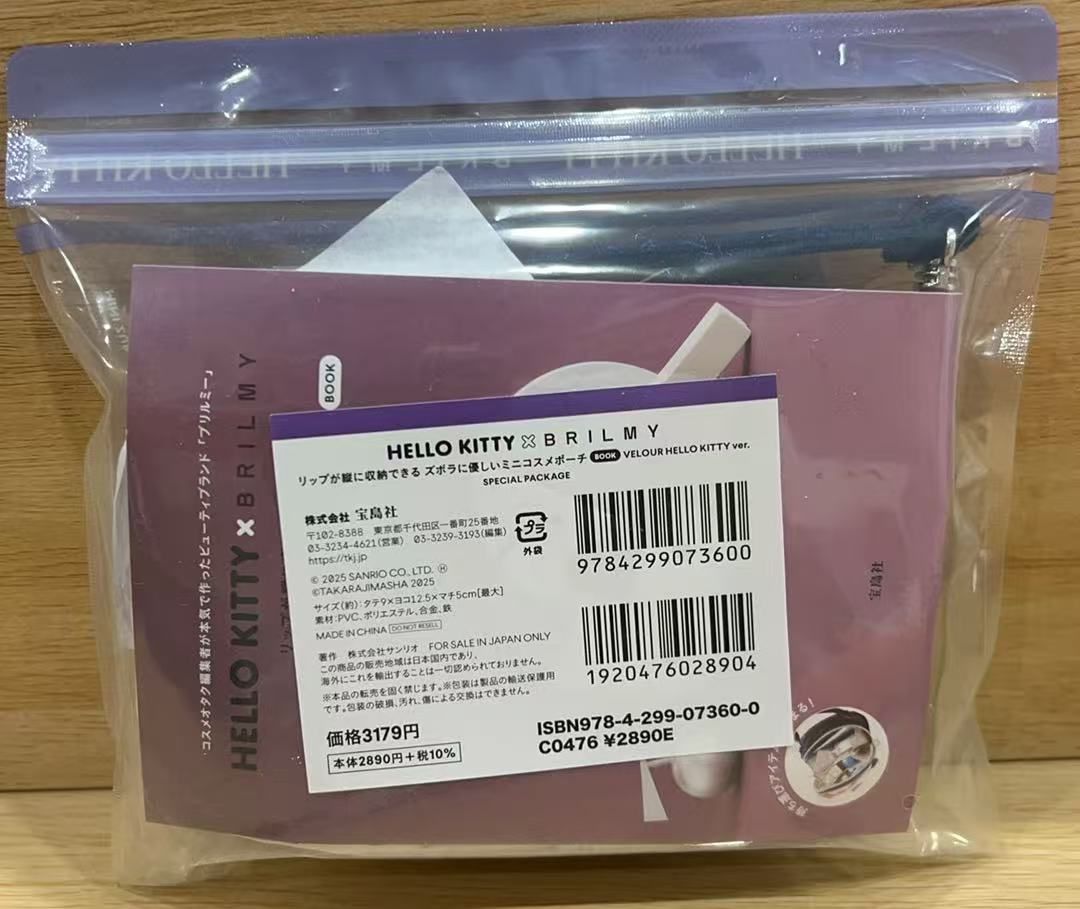 HELLO KITTY
HELLO KITTY
コスメオタク編集者が本気で作ったビューティブランド「ブリルミー」
HELLO KITTY × BRILMY
BOOK
HELLO KITTY × BRILMY
リップが縦に収納できる ズボラに優しいミニコスメポーチ BOOK VELOUR HELLO KITTY ver.
SPECIAL PACKAGE
株式会社 宝島社
〒102-8388 東京都千代田区一番町25番地
03-3234-4621(営業) 03-3239-3193(編集)
https://tkj.jp
© 2025 SANRIO CO., LTD. Ⓗ
©TAKARAJIMASHA 2025
サイズ(約):タテ9×ヨコ12.5×マチ5cm[最大]
素材:PVC、ポリエステル、合金、鉄
MADE IN CHINA DO NOT RESELL
著作 株式会社サンリオ FOR SALE IN JAPAN ONLY
この商品の販売地域は日本国内であり、
海外にこれを輸出することは一切認められておりません。
※本品の転売を固く禁じます。※包装は製品の輸送保護用
です。包装の破損、汚れ、傷による交換はできません。
価格3179円
本体2890円+税10%
プラ
外袋
9784299073600
1920476028904
ISBN978-4-299-07360-0
C0476 ¥2890E
宝島社